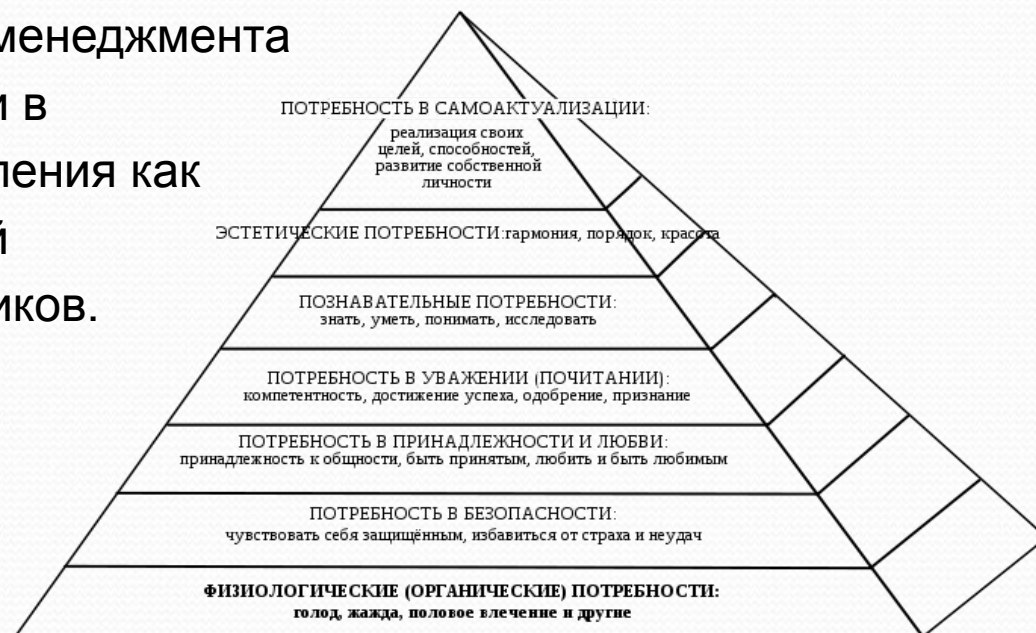 менеджмента
и в
ления как
й
иков.
ПОТРЕБНОСТЬ В САМОАКТУАЛИЗАЦИИ:
реализация своих
целей, способностей,
развитие собственной
личности
ЭСТЕТИЧЕСКИЕ ПОТРЕБНОСТИ:гармония, порядок, красота
ПОЗНАВАТЕЛЬНЫЕ ПОТРЕБНОСТИ:
знать, уметь, понимать, исследовать
ПОТРЕБНОСТЬ В УВАЖЕНИИ (ПОЧИТАНИИ):
компетентность, достижение успеха, одобрение, признание
ПОТРЕБНОСТЬ В ПРИНАДЛЕЖНОСТИ И ЛЮБВИ:
принадлежность к общности, быть принятым, любить и быть любимым
ПОТРЕБНОСТЬ В БЕЗОПАСНОСТИ:
чувствовать себя защищённым, избавиться от страха и неудач
ФИЗИОЛОГИЧЕСКИЕ (ОРГАНИЧЕСКИЕ) ПОТРЕБНОСТИ:
голод, жажда, половое влечение и другие